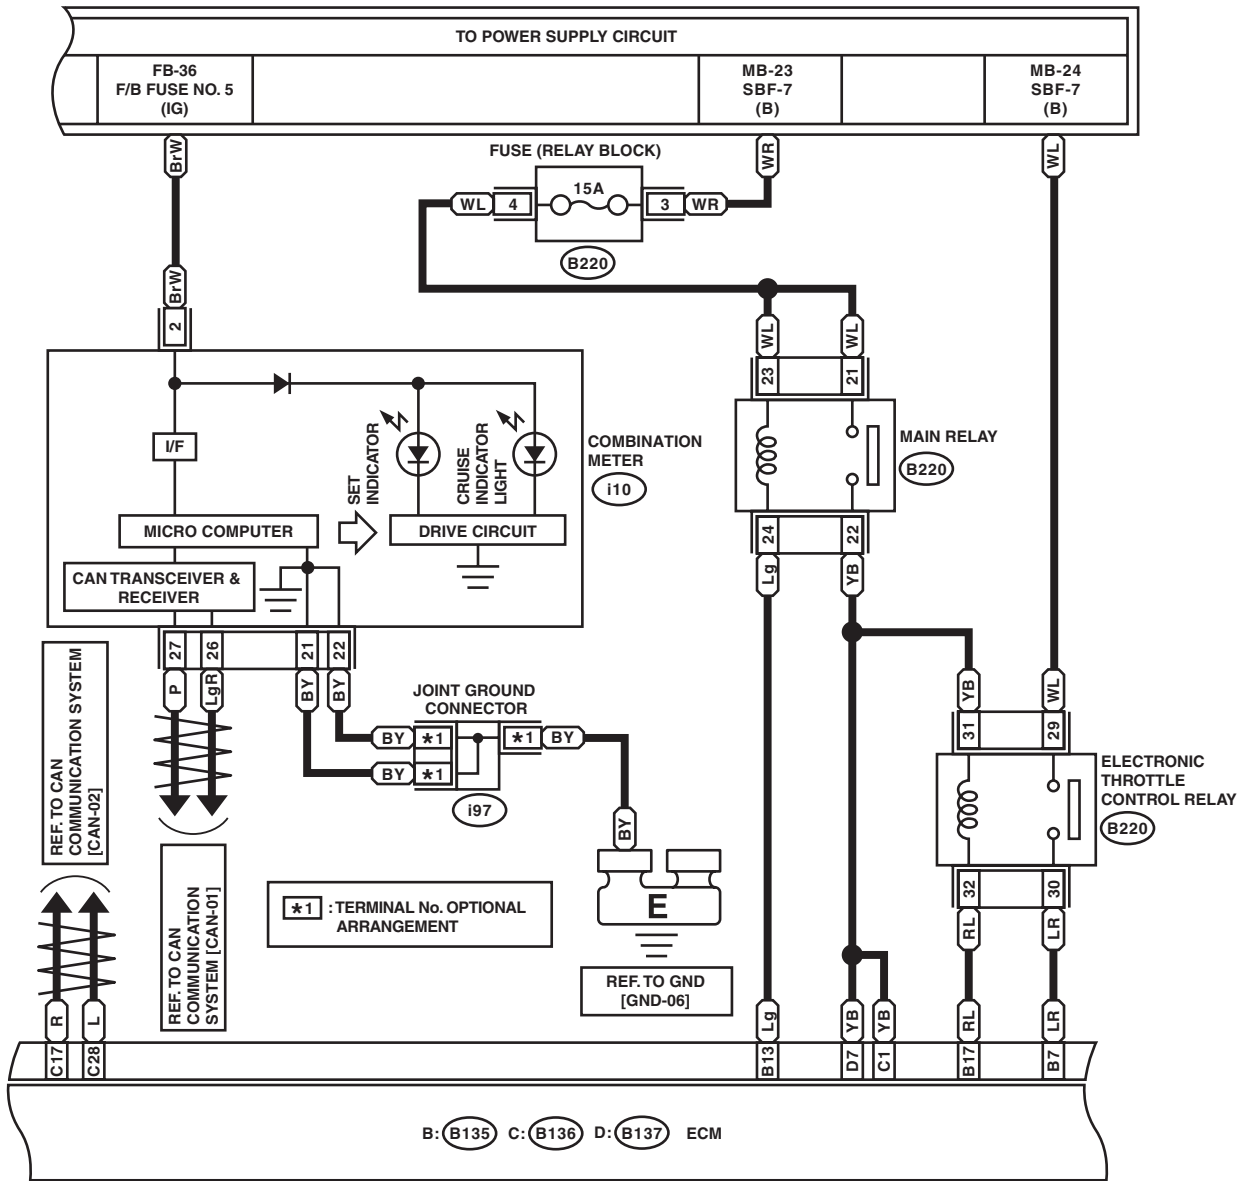 TO POWER SUPPLY CIRCUIT
FB-36
F/B FUSE NO. 5
(IG)
MB-23
SBF-7
(B)
MB-24
SBF-7
(B)
BrW
WR
WL
FUSE (RELAY BLOCK)
15A
WL
4
3
WR
B220
BrW
2
WL
WL
23
21
I/F
SET
INDICATOR
CRUISE
INDICATOR
LIGHT
COMBINATION
METER
i10
MAIN RELAY
B220
MICRO COMPUTER
DRIVE CIRCUIT
CAN TRANSCEIVER &
RECEIVER
24
22
Lg
YB
27
26
21
22
P
LgR
BY
BY
REF. TO CAN
COMMUNICATION SYSTEM
[CAN-02]
JOINT GROUND
CONNECTOR
BY
*1
*1
BY
BY
*1
i97
YB
WL
31
29
ELECTRONIC
THROTTLE
CONTROL RELAY
B220
BY
E
REF. TO CAN
COMMUNICATION
SYSTEM [CAN-01]
*1
: TERMINAL No. OPTIONAL
ARRANGEMENT
REF. TO GND
[GND-06]
32
30
RL
LR
R
L
Lg
YB
YB
RL
LR
C17
C28
B13
D7
C1
B17
B7
B: B135 C: B136 D: B137 ECM